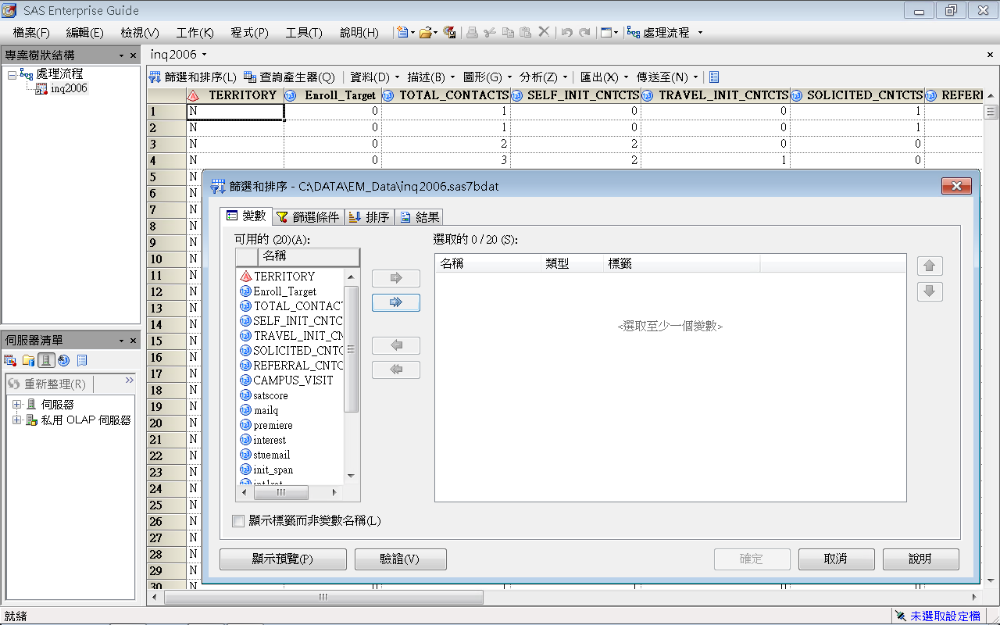 SAS Enterprise Guide
檔案(F) 編輯(E) 檢視(V) 工作(K) 程式(P) 工具(T) 說明(H) 處理流程
專案樹狀結構
處理流程
inq2006
inq2006
篩選和排序(L) 查詢產生器(Q) 資料(D) 描述(B) 圖形(G) 分析(Z) 匯出(X) 傳送至(N)
TERRITORY Enroll_Target TOTAL_CONTACTS SELF_INIT_CNTCTS TRAVEL_INIT_CNTCTS SOLICITED_CNTCTS REFERI
1 N 0 1 0 0 1
2 N 0 1 0 0 1
3 N 0 2 2 0 0
4 N 0 3 2 1 0
5 N
6 N
7 N
8 N
9 N
10 N
11 N
12 N
13 N
14 N
15 N
16 N
17 N
18 N
19 N
20 N
21 N
22 N
23 N
24 N
25 N
26 N
27 N
28 N
29 N
30 N
篩選和排序 - C:\DATA\EM_Data\inq2006.sas7bdat
變數 篩選條件 排序 結果
可用的 (20)(A):
名稱
TERRITORY
Enroll_Target
TOTAL_CONTAC
SELF_INIT_CNTC
TRAVEL_INIT_CN
SOLICITED_CNTC
REFERRAL_CNTC
CAMPUS_VISIT
satscore
mailq
premiere
interest
stuemail
init_span
int1rat
選取的 0 / 20 (S):
名稱 類型 標籤
<選取至少一個變數>
顯示標籤而非變數名稱(L)
顯示預覽(P) 驗證(V) 確定 取消 說明
伺服器清單
重新整理(R)
伺服器
私用 OLAP 伺服器
就緒
未選取設定檔